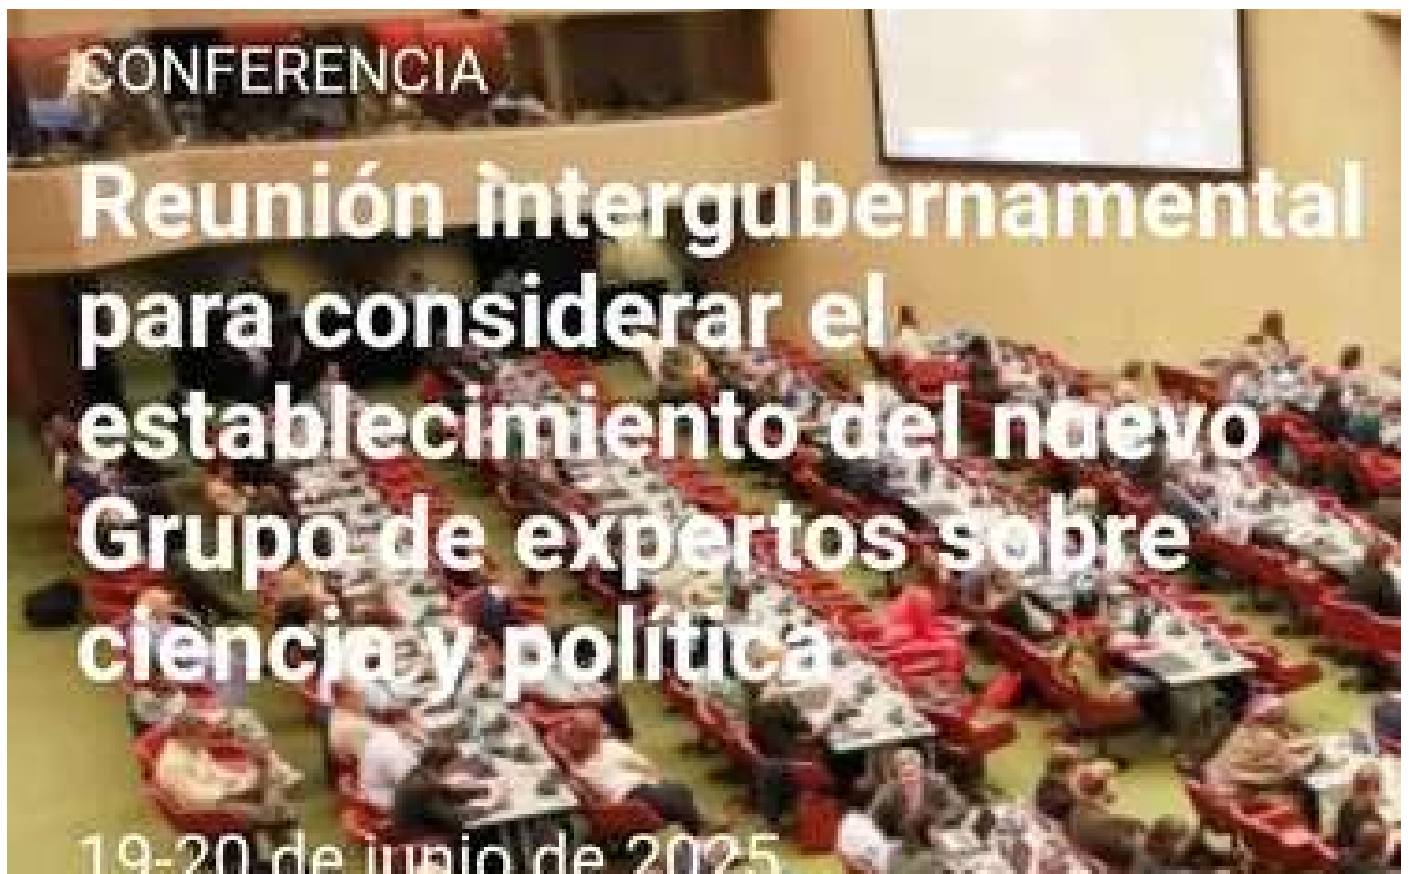 CONFERENCIA
Reunión intergubernamental
para considerar el
establecimiento del nuevo
Grupo de expertos sobre
ciencia y política
19-20 de junio de 2025